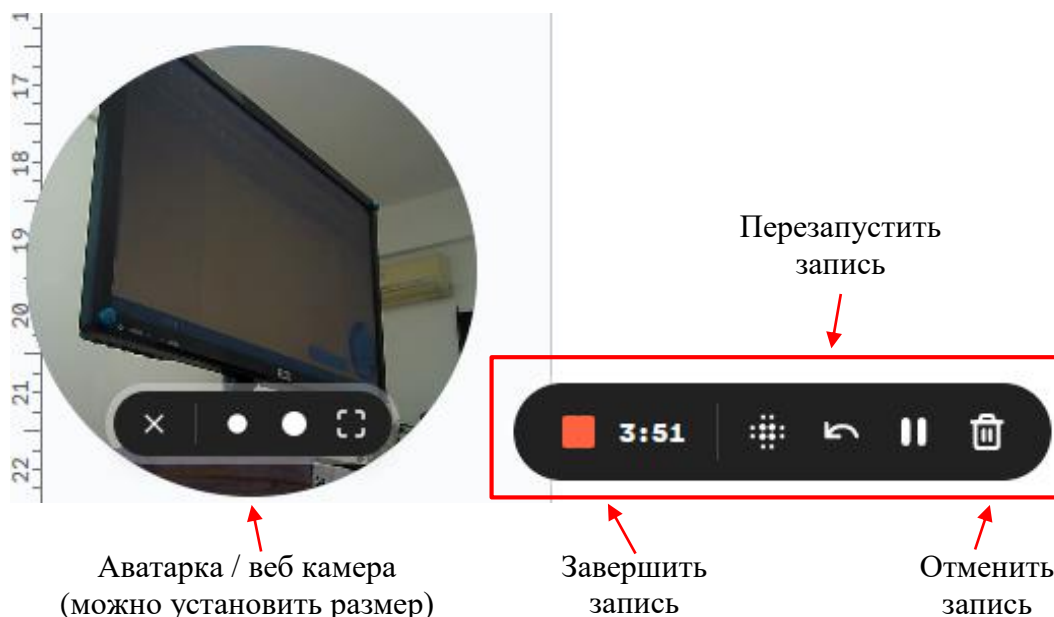 1
17
18
19
20
21
22
Перезапустить
запись
3:51
Аватарка / веб камера
(можно установить размер)
Завершить
запись
Отменить
запись